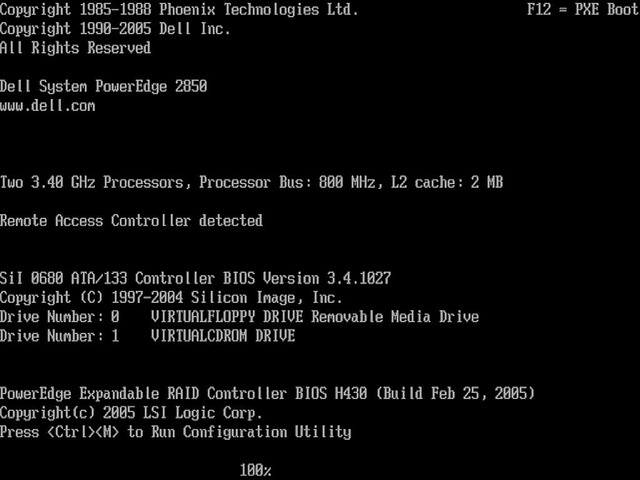 Copyright 1985-1988 Phoenix Technologies Ltd. F12 = PXE Boot
Copyright 1990-2005 Dell Inc.
All Rights Reserved
Dell System PowerEdge 2850
www.dell.com
Two 3.40 GHz Processors, Processor Bus: 800 MHz, L2 cache: 2 MB
Remote Access Controller detected
SiI 0680 ATA/133 Controller BIOS Version 3.4.1027
Copyright (C) 1997-2004 Silicon Image, Inc.
Drive Number: 0 VIRTUALFLOPPY DRIVE Removable Media Drive
Drive Number: 1 VIRTUALCDROM DRIVE
PowerEdge Expandable RAID Controller BIOS H430 (Build Feb 25, 2005)
Copyright(c) 2005 LSI Logic Corp.
Press <Ctrl><M> to Run Configuration Utility
100%